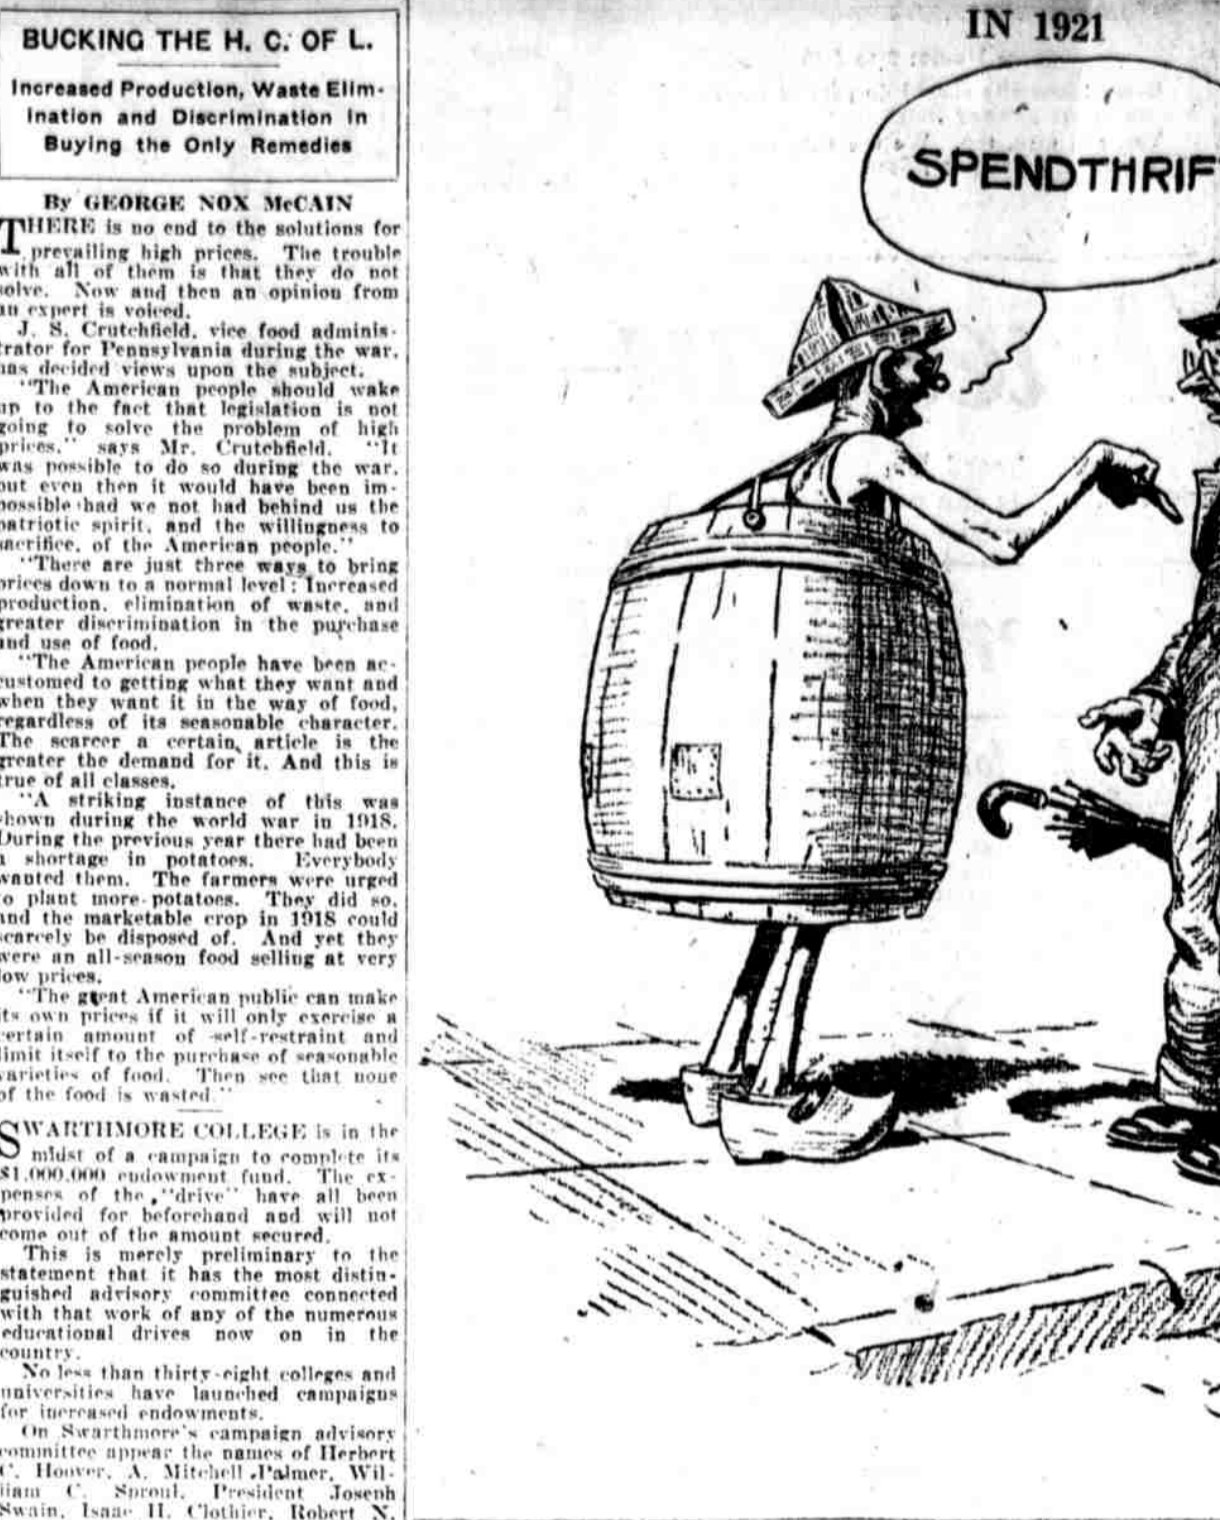 BUCKING THE H. C. OF L.
Increased Production, Waste Elim-
ination and Discrimination in
Buying the Only Remedies
By GEORGE NOX McCAIN
THERE is no end to the solutions for
prevailing high prices. The trouble
with all of them is that they do not
solve. Now and then an opinion from
an expert is voiced.
J. S. Crutchfield, vice food adminis-
trator for Pennsylvania during the war,
has decided views upon the subject.
"The American people should wake
up to the fact that legislation is not
going to solve the problem of high
prices," says Mr. Crutchfield. "It
was possible to do so during the war,
but even then it would have been im-
possible had we not had behind us the
patriotic spirit, and the willingness to
sacrifice, of the American people."
"There are just three ways to bring
prices down to a normal level: Increased
production, elimination of waste, and
greater discrimination in the purchase
and use of food.
"The American people have been ac-
customed to getting what they want and
when they want it in the way of food,
regardless of its seasonable character.
The scarcer a certain article is the
greater the demand for it. And this is
true of all classes.
"A striking instance of this was
shown during the world war in 1918.
During the previous year there had been
a shortage in potatoes. Everybody
wanted them. The farmers were urged
to plant more potatoes. They did so,
and the marketable crop in 1918 could
scarcely be disposed of. And yet they
were an all-season food selling at very
low prices.
"The great American public can make
its own prices if it will only exercise a
certain amount of self-restraint and
limit itself to the purchase of seasonable
varieties of food. Then see that none
of the food is wasted."
SWARTHMORE COLLEGE is in the
midst of a campaign to complete its
$1,000,000 endowment fund. The ex-
penses of the "drive" have all been
provided for beforehand and will not
come out of the amount secured.
This is merely preliminary to the
statement that it has the most distin-
guished advisory committee connected
with that work of any of the numerous
educational drives now on in the
country.
No less than thirty-eight colleges and
universities have launched campaigns
for increased endowments.
On Swarthmore's campaign advisory
committee appear the names of Herbert
C. Hoover, A. Mitchell Palmer, Wil-
liam C. Sproul, President Joseph
Swain, Isaac H. Clothier, Robert N.
IN 1921
SPENDTHRIF